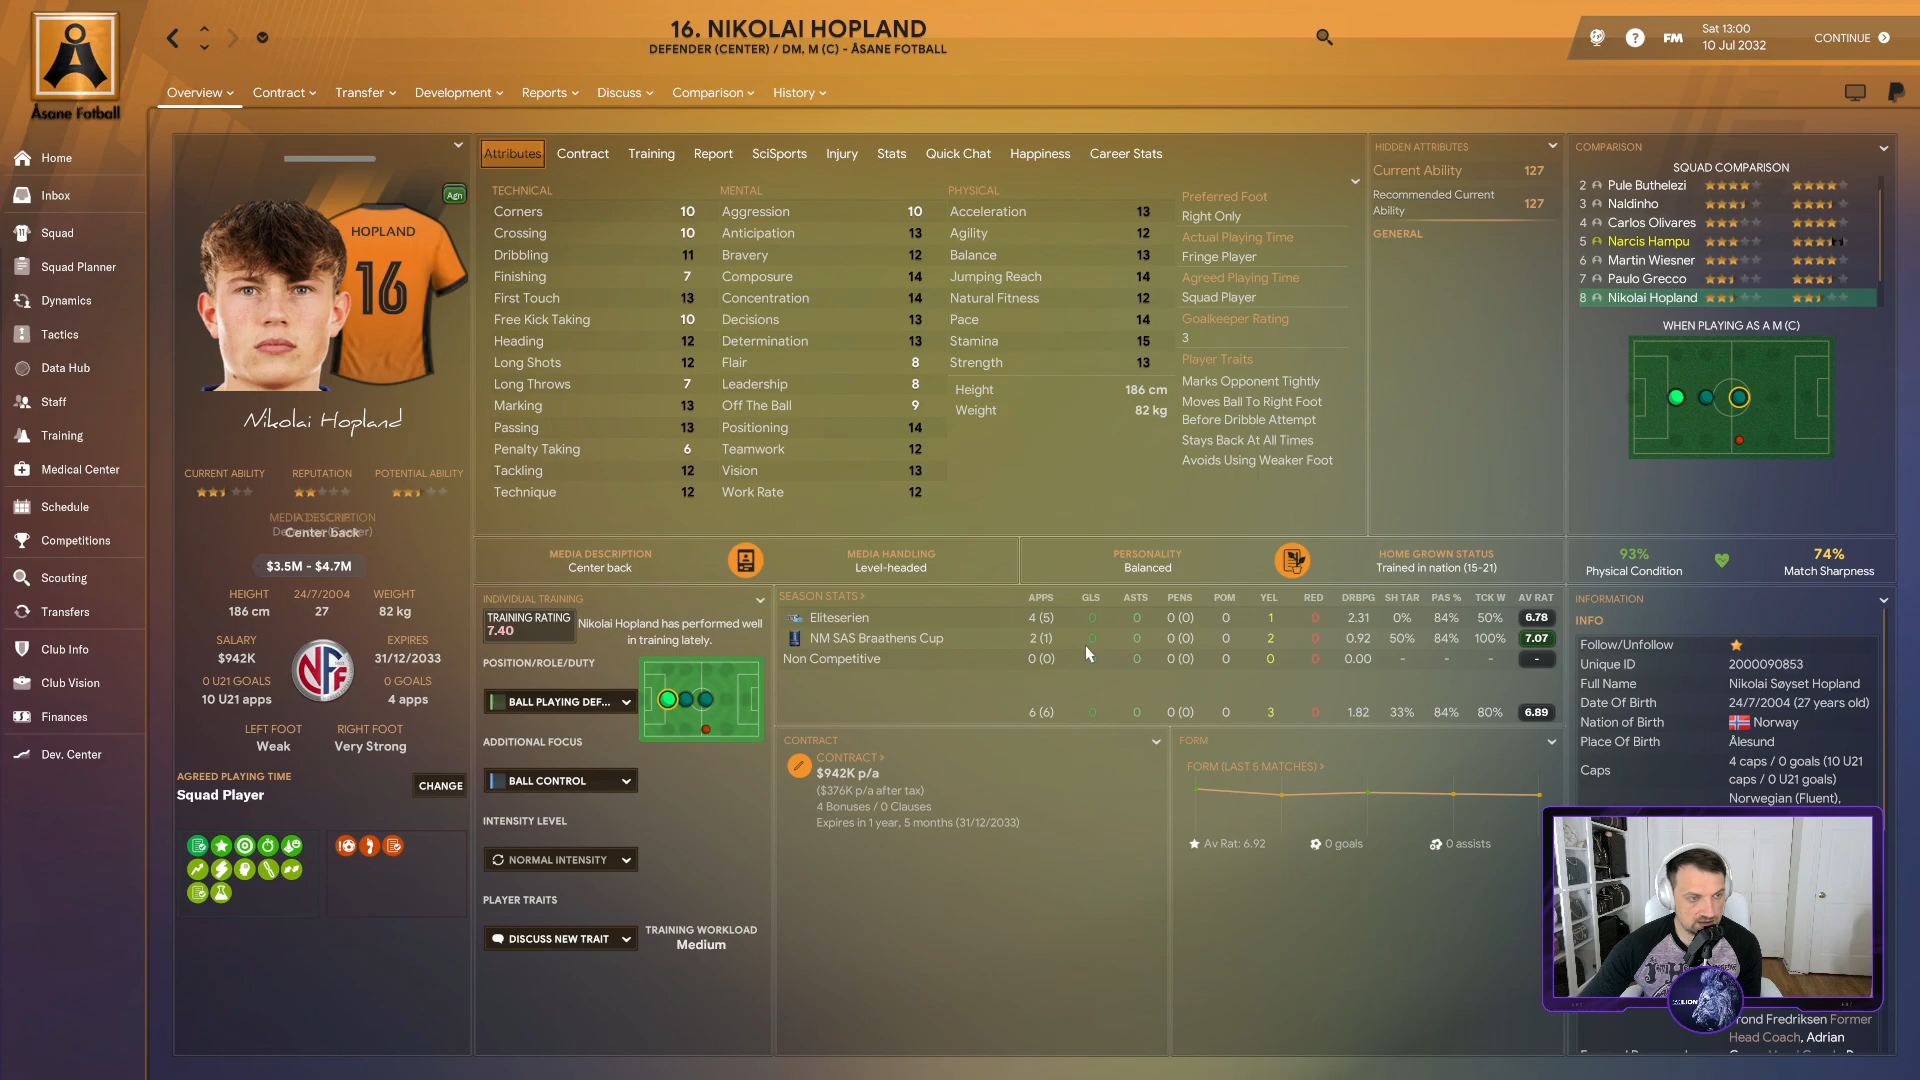 16. NIKOLAI HOPLAND
DEFENDER (CENTER) / DM, M (C) - ÅSANE FOTBALL
FM
Sat 13:00
10 Jul 2032
CONTINUE
Åsane Fotball
Overview
Contract
Transfer
Development
Reports
Discuss
Comparison
History
Home
Inbox
Squad
Squad Planner
Dynamics
Tactics
Data Hub
Staff
Training
Medical Center
Schedule
Competitions
Scouting
Transfers
Club Info
Club Vision
Finances
Dev. Center
Agn
HOPLAND
16
Nikolai Hopland
CURRENT ABILITY
REPUTATION
POTENTIAL ABILITY
MEDIA DESCRIPTION
Center back
$3.5M - $4.7M
HEIGHT 24/7/2004 WEIGHT
186 cm 27 82 kg
SALARY EXPIRES
$942K NFF 31/12/2033
0 U21 GOALS 0 GOALS
10 U21 apps 4 apps
LEFT FOOT RIGHT FOOT
Weak Very Strong
AGREED PLAYING TIME
Squad Player
CHANGE
Attributes Contract Training Report SciSports Injury Stats Quick Chat Happiness Career Stats
TECHNICAL
Corners 10
Crossing 10
Dribbling 11
Finishing 7
First Touch 13
Free Kick Taking 10
Heading 12
Long Shots 12
Long Throws 7
Marking 13
Passing 13
Penalty Taking 6
Tackling 12
Technique 12
MENTAL
Aggression 10
Anticipation 13
Bravery 12
Composure 14
Concentration 14
Decisions 13
Determination 13
Flair 8
Leadership 8
Off The Ball 9
Positioning 14
Teamwork 12
Vision 13
Work Rate 12
PHYSICAL
Acceleration 13
Agility 12
Balance 13
Jumping Reach 14
Natural Fitness 12
Pace 14
Stamina 15
Strength 13
Height 186 cm
Weight 82 kg
Preferred Foot
Right Only
Actual Playing Time
Fringe Player
Agreed Playing Time
Squad Player
Goalkeeper Rating
3
Player Traits
Marks Opponent Tightly
Moves Ball To Right Foot
Before Dribble Attempt
Stays Back At All Times
Avoids Using Weaker Foot
HIDDEN ATTRIBUTES
Current Ability 127
Recommended Current
Ability 127
GENERAL
COMPARISON
SQUAD COMPARISON
2 Pule Buthelezi
3 Naldinho
4 Carlos Olivares
5 Narcis Hampu
6 Martin Wiesner
7 Paulo Grecco
8 Nikolai Hopland
WHEN PLAYING AS A M (C)
MEDIA DESCRIPTION
Center back
MEDIA HANDLING
Level-headed
PERSONALITY
Balanced
HOME GROWN STATUS
Trained in nation (15-21)
93%
Physical Condition
74%
Match Sharpness
INDIVIDUAL TRAINING
TRAINING RATING
7.40
Nikolai Hopland has performed well
in training lately.
POSITION/ROLE/DUTY
BALL PLAYING DEF...
ADDITIONAL FOCUS
BALL CONTROL
INTENSITY LEVEL
NORMAL INTENSITY
PLAYER TRAITS
DISCUSS NEW TRAIT
TRAINING WORKLOAD
Medium
SEASON STATS > APPS GLS ASTS PENS POM YEL RED DRBPG SH TAR PAS % TCK W AV RAT
Eliteserien 4 (5) 0 0 0 (0) 0 1 0 2.31 0% 84% 50% 6.78
NM SAS Braathens Cup 2 (1) 0 0 0 (0) 0 2 0 0.92 50% 84% 100% 7.07
Non Competitive 0 (0) 0 0 0 (0) 0 0 0 0.00 - - - -
6 (6) 0 0 0 (0) 0 3 0 1.82 33% 84% 80% 6.89
CONTRACT
CONTRACT >
$942K p/a
($376K p/a after tax)
4 Bonuses / 0 Clauses
Expires in 1 year, 5 months (31/12/2033)
FORM
FORM (LAST 5 MATCHES) >
Av Rat: 6.92
0 goals
0 assists
INFORMATION
INFO
Follow/Unfollow
Unique ID 2000090853
Full Name Nikolai Søyset Hopland
Date Of Birth 24/7/2004 (27 years old)
Nation of Birth Norway
Place Of Birth Ålesund
Caps 4 caps / 0 goals (10 U21
caps / 0 U21 goals)
Norwegian (Fluent),
rond Fredriksen Former
Head Coach, Adrian